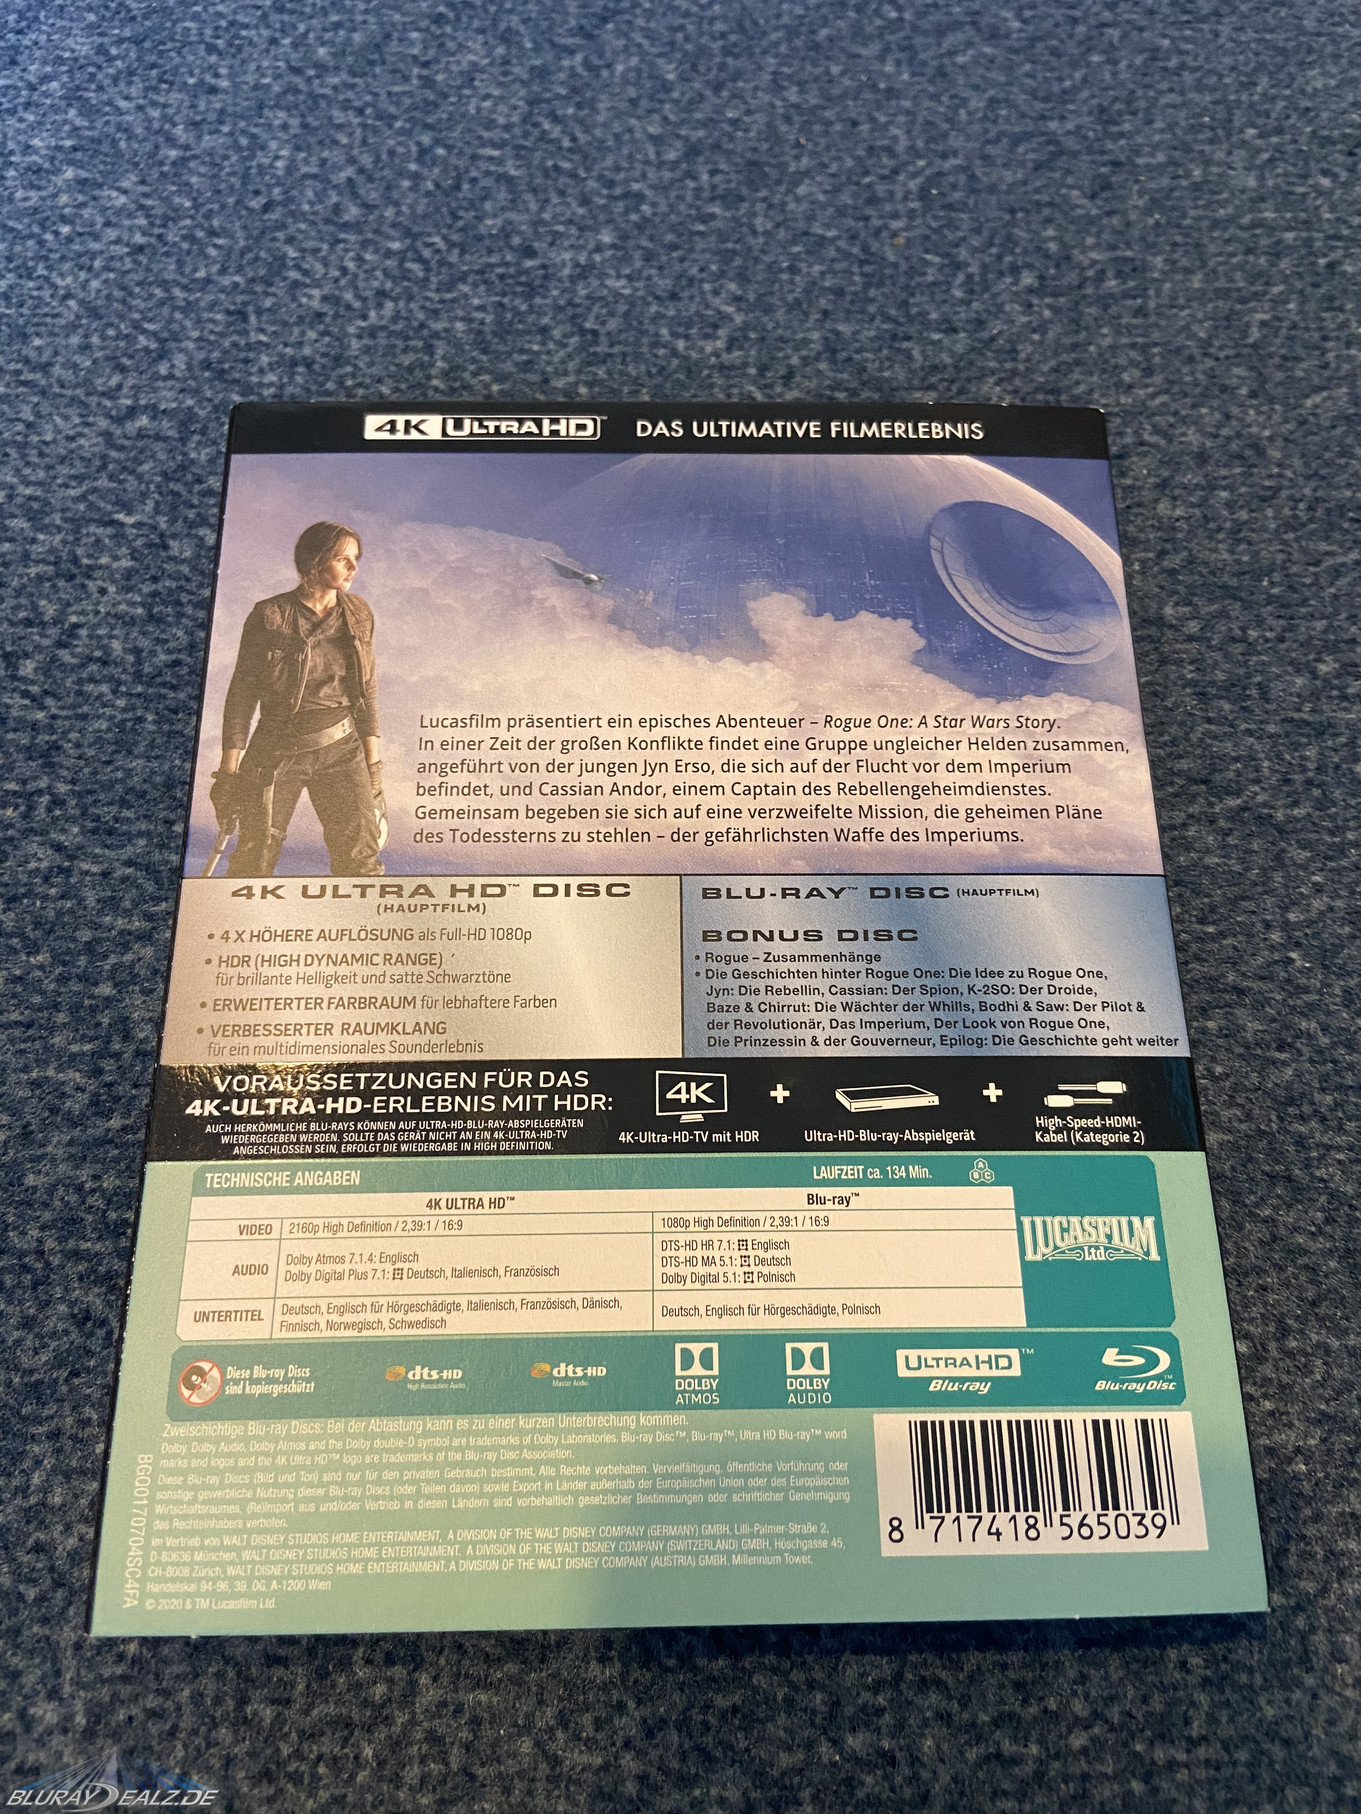 4K ULTRA HD™ DAS ULTIMATIVE FILMERLEBNIS
Lucasfilm präsentiert ein episches Abenteuer – Rogue One: A Star Wars Story.
In einer Zeit der großen Konflikte findet eine Gruppe ungleicher Helden zusammen,
angeführt von der jungen Jyn Erso, die sich auf der Flucht vor dem Imperium
befindet, und Cassian Andor, einem Captain des Rebellengeheimdienstes.
Gemeinsam begeben sie sich auf eine verzweifelte Mission, die geheimen Pläne
des Todessterns zu stehlen – der gefährlichsten Waffe des Imperiums.
4K ULTRA HD™ DISC
(HAUPTFILM)
• 4 X HÖHERE AUFLÖSUNG als Full-HD 1080p
• HDR (HIGH DYNAMIC RANGE)
für brillante Helligkeit und satte Schwarztöne
• ERWEITERTER FARBRAUM für lebhaftere Farben
• VERBESSERTER RAUMKLANG
für ein multidimensionales Sounderlebnis
BLU-RAY™ DISC (HAUPTFILM)
BONUS DISC
• Rogue – Zusammenhänge
• Die Geschichten hinter Rogue One: Die Idee zu Rogue One,
Jyn: Die Rebellin, Cassian: Der Spion, K-2SO: Der Droide,
Baze & Chirrut: Die Wächter der Whills, Bodhi & Saw: Der Pilot &
der Revolutionär, Das Imperium, Der Look von Rogue One,
Die Prinzessin & der Gouverneur, Epilog: Die Geschichte geht weiter
VORAUSSETZUNGEN FÜR DAS
4K-ULTRA-HD-ERLEBNIS MIT HDR:
AUCH HERKÖMMLICHE BLU-RAYS KÖNNEN AUF ULTRA-HD-BLU-RAY-ABSPIELGERÄTEN
WIEDERGEGEBEN WERDEN. SOLLTE DAS GERÄT NICHT AN EIN 4K-ULTRA-HD-TV
ANGESCHLOSSEN SEIN, ERFOLGT DIE WIEDERGABE IN HIGH DEFINITION.
4K + +
4K-Ultra-HD-TV mit HDR
Ultra-HD-Blu-ray-Abspielgerät
High-Speed-HDMI-
Kabel (Kategorie 2)
TECHNISCHE ANGABEN LAUFZEIT ca. 134 Min. A B C
4K ULTRA HD™ Blu-ray™
VIDEO 2160p High Definition / 2,39:1 / 16:9 1080p High Definition / 2,39:1 / 16:9
AUDIO
Dolby Atmos 7.1.4: Englisch
Dolby Digital Plus 7.1: Deutsch, Italienisch, Französisch
DTS-HD HR 7.1: Englisch
DTS-HD MA 5.1: Deutsch
Dolby Digital 5.1: Polnisch
UNTERTITEL
Deutsch, Englisch für Hörgeschädigte, Italienisch, Französisch, Dänisch,
Finnisch, Norwegisch, Schwedisch
Deutsch, Englisch für Hörgeschädigte, Polnisch
LUCASFILM
Ltd
Diese Blu-ray Discs
sind kopiergeschützt
dts-HD
High Resolution Audio
dts-HD
Master Audio
DOLBY
ATMOS
DOLBY
AUDIO
ULTRA HD™
Blu-ray
Blu-ray Disc™
Zweischichtige Blu-ray Discs: Bei der Abtastung kann es zu einer kurzen Unterbrechung kommen.
Dolby, Dolby Audio, Dolby Atmos and the Dolby double-D symbol are trademarks of Dolby Laboratories. Blu-ray Disc™, Blu-ray™, Ultra HD Blu-ray™ word
marks and logos and the 4K Ultra HD™ logo are trademarks of the Blu-ray Disc Association.
Diese Blu-ray Discs (Bild und Ton) sind nur für den privaten Gebrauch bestimmt. Alle Rechte vorbehalten. Vervielfältigung, öffentliche Vorführung oder
sonstige gewerbliche Nutzung dieser Blu-ray Discs (oder Teilen davon) sowie Export in Länder außerhalb der Europäischen Union oder des Europäischen
Wirtschaftsraumes, (Re)Import aus und/oder Vertrieb in diesen Ländern sind vorbehaltlich gesetzlicher Bestimmungen oder schriftlicher Genehmigung
des Rechteinhabers verboten.
Im Vertrieb von WALT DISNEY STUDIOS HOME ENTERTAINMENT, A DIVISION OF THE WALT DISNEY COMPANY (GERMANY) GMBH, Lilli-Palmer-Straße 2,
D-80636 München, WALT DISNEY STUDIOS HOME ENTERTAINMENT, A DIVISION OF THE WALT DISNEY COMPANY (SWITZERLAND) GMBH, Höschgasse 45,
CH-8008 Zürich, WALT DISNEY STUDIOS HOME ENTERTAINMENT, A DIVISION OF THE WALT DISNEY COMPANY (AUSTRIA) GMBH, Millennium Tower,
Handelskai 94-96, 39. OG, A-1200 Wien
© 2020 & TM Lucasfilm Ltd.
BGQ0170704SC4FA
8 717418 565039
BLURAYDEALZ.DE